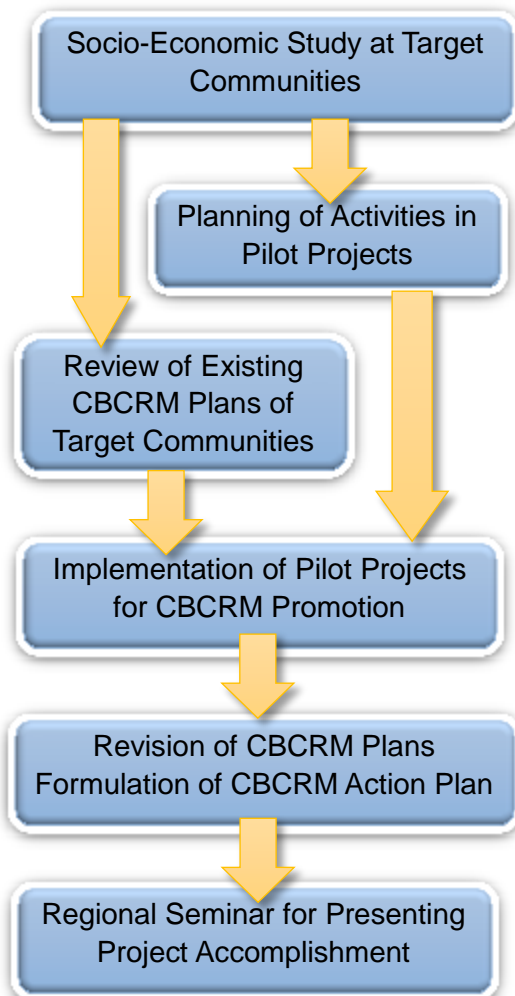 Socio-Economic Study at Target
Communities
Planning of Activities in
Pilot Projects
Review of Existing
CBCRM Plans of
Target Communities
Implementation of Pilot Projects
for CBCRM Promotion
Revision of CBCRM Plans
Formulation of CBCRM Action Plan
Regional Seminar for Presenting
Project Accomplishment